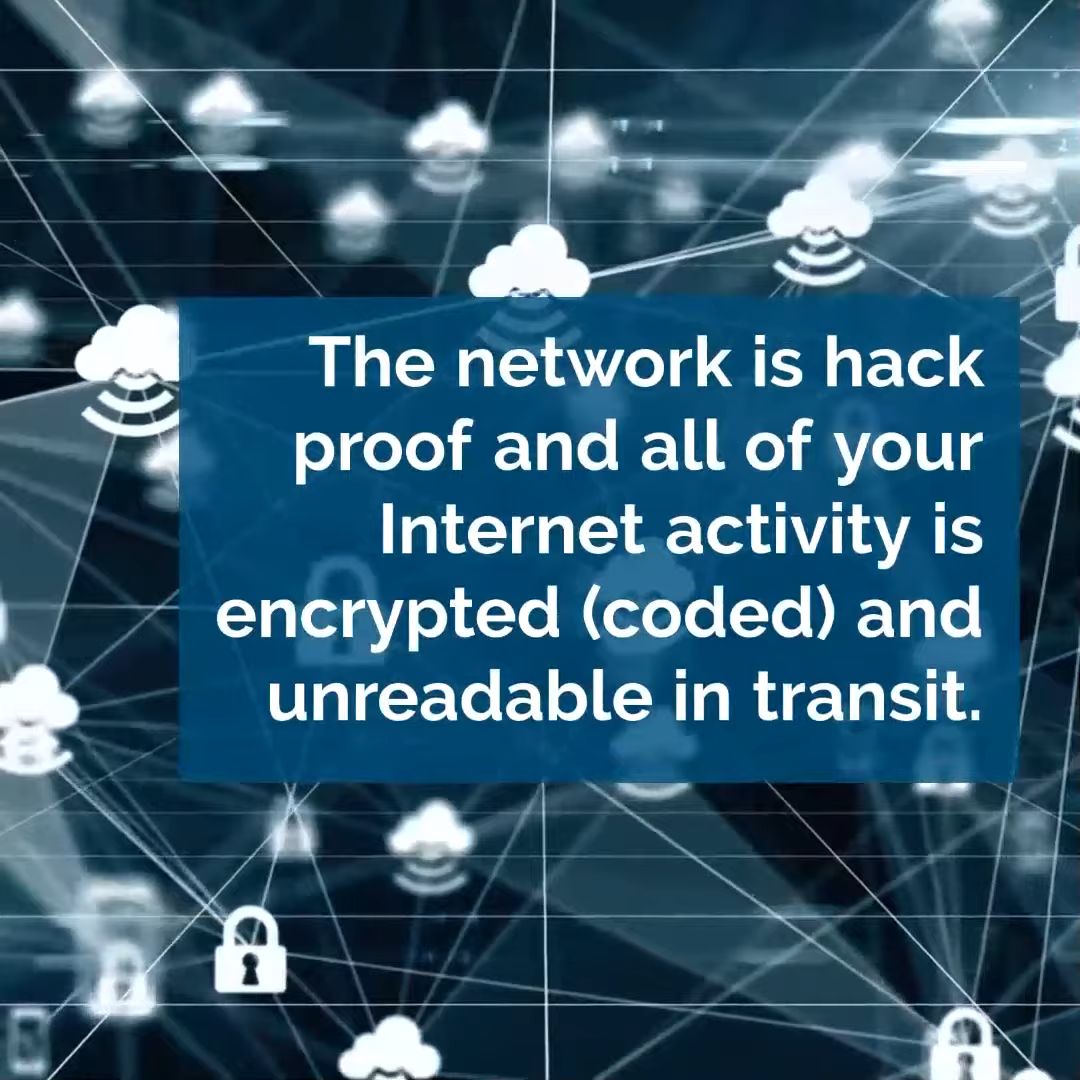 The network is hack
proof and all of your
Internet activity is
encrypted (coded) and
unreadable in transit.